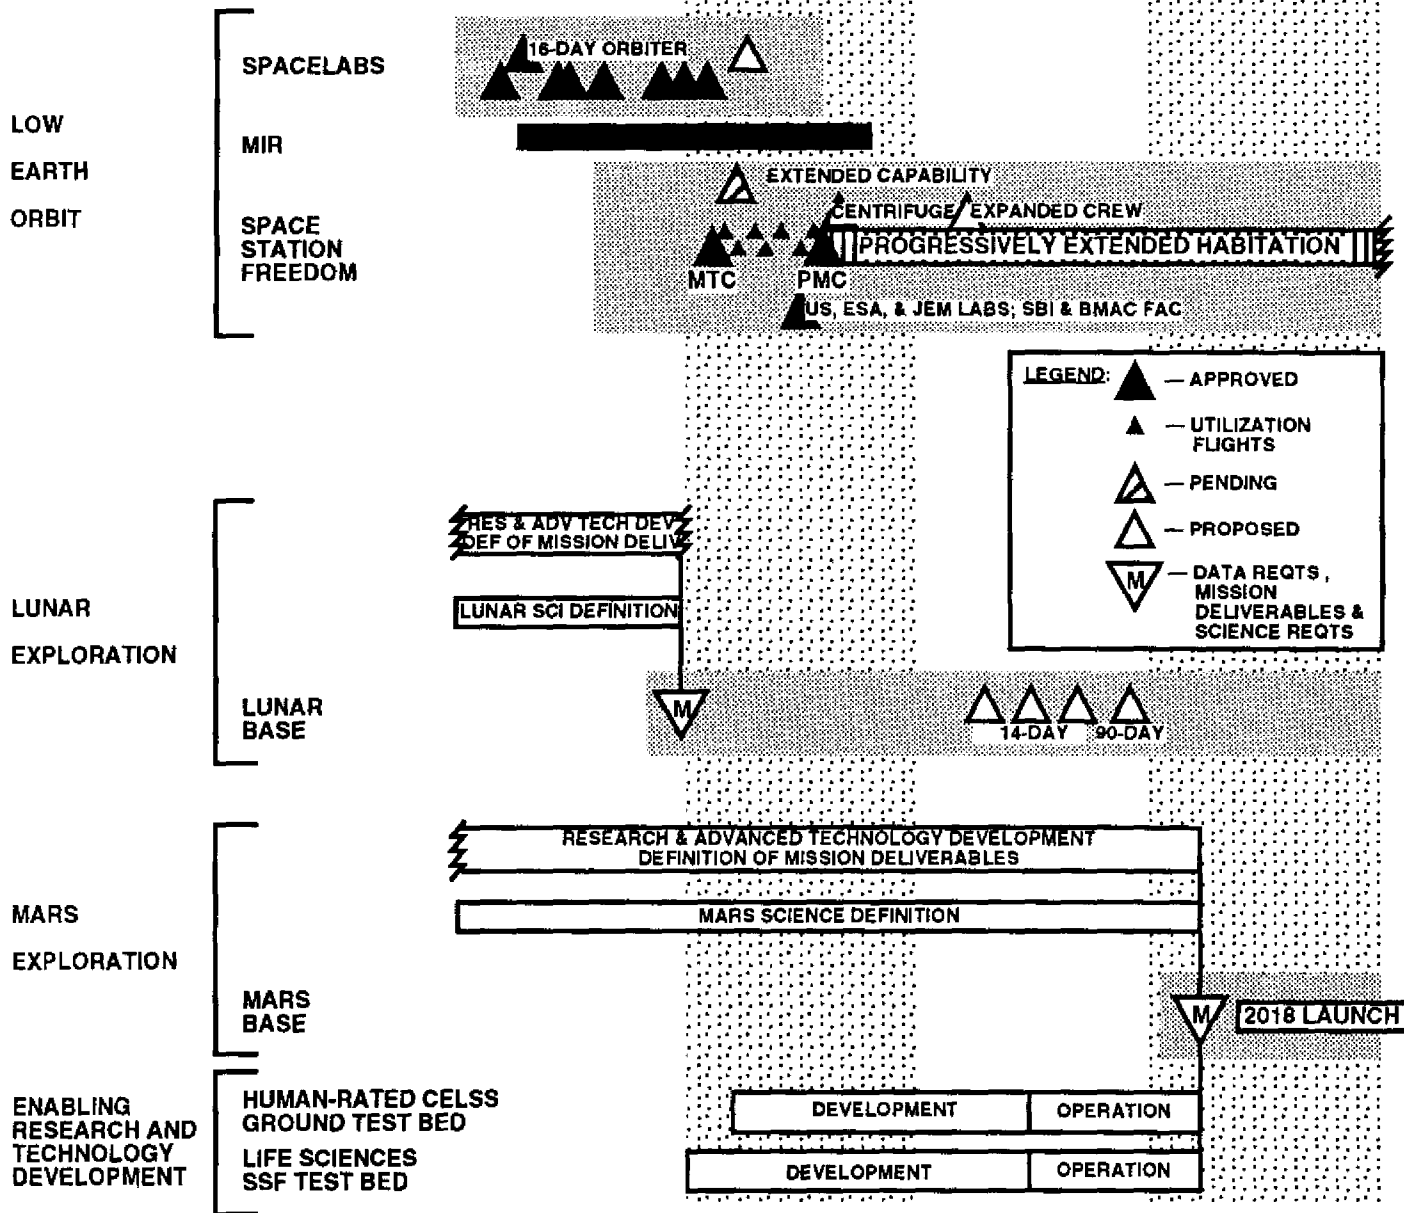 SPACELABS
16-DAY ORBITER
LOW
EARTH
ORBIT
MIR
SPACE
STATION
FREEDOM
EXTENDED CAPABILITY
CENTRIFUGE
EXPANDED CREW
PROGRESSIVELY EXTENDED HABITATION
MTC
PMC
US, ESA, & JEM LABS; SBI & BMAC FAC
LEGEND:
— APPROVED
— UTILIZATION
FLIGHTS
— PENDING
— PROPOSED
M
— DATA REQTS,
MISSION
DELIVERABLES &
SCIENCE REQTS
LUNAR
EXPLORATION
RES & ADV TECH DEV
DEF OF MISSION DELIV
LUNAR SCI DEFINITION
LUNAR
BASE
M
14-DAY
90-DAY
MARS
EXPLORATION
RESEARCH & ADVANCED TECHNOLOGY DEVELOPMENT
DEFINITION OF MISSION DELIVERABLES
MARS SCIENCE DEFINITION
MARS
BASE
M
2018 LAUNCH
ENABLING
RESEARCH AND
TECHNOLOGY
DEVELOPMENT
HUMAN-RATED CELSS
GROUND TEST BED
DEVELOPMENT
OPERATION
LIFE SCIENCES
SSF TEST BED
DEVELOPMENT
OPERATION